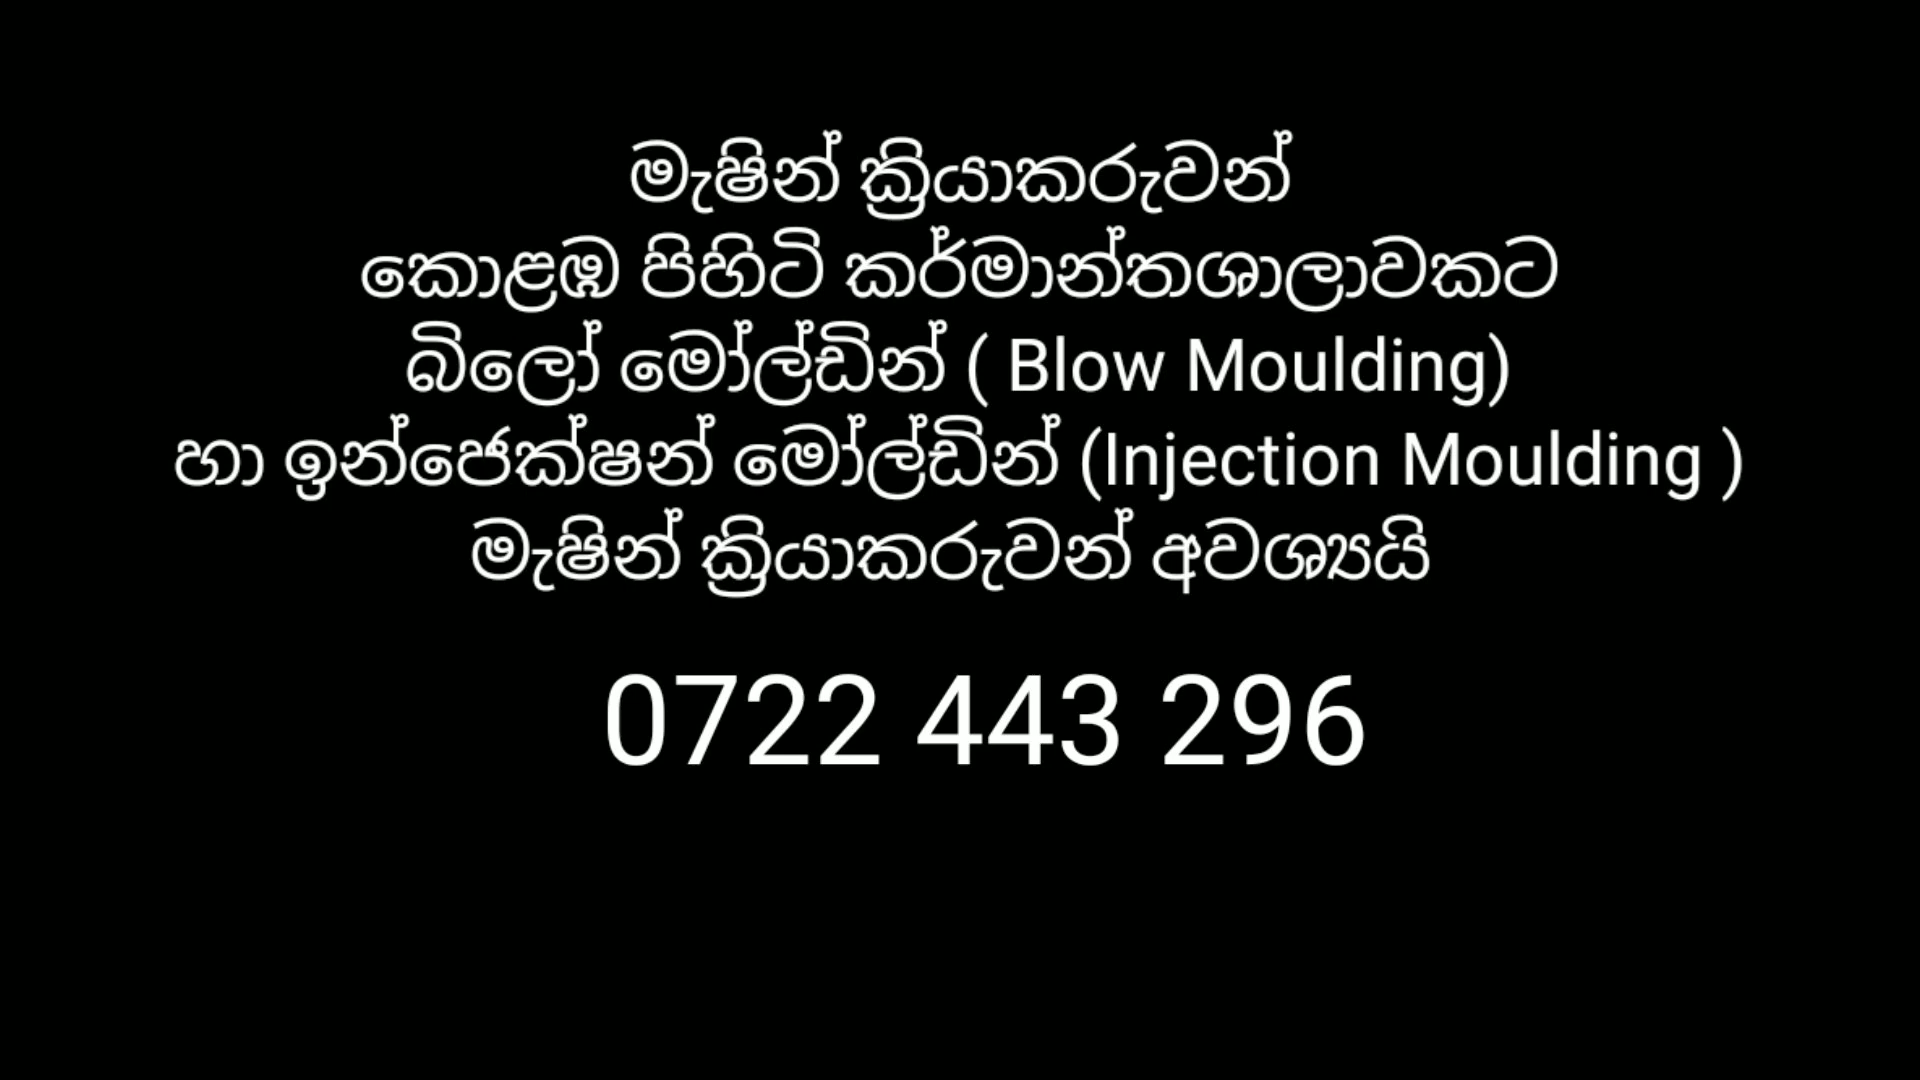 මැෂින් ක්‍රියාකරුවන්
කොළඹ පිහිටි කර්මාන්තශාලාවකට
බ්ලෝ මෝල්ඩින් ( Blow Moulding)
හා ඉන්ජෙක්ෂන් මෝල්ඩින් (Injection Moulding )
මැෂින් ක්‍රියාකරුවන් අවශ්‍යයි
0722 443 296